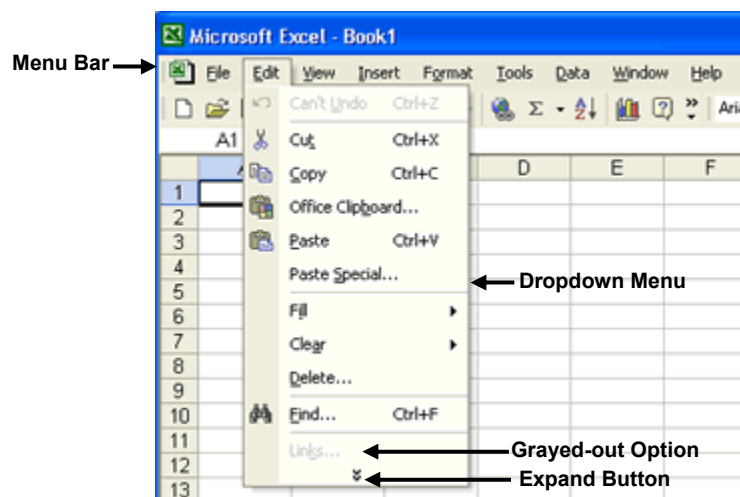 Microsoft Excel - Book1
Menu Bar
File Edit View Insert Format Tools Data Window Help
Can't Undo Ctrl+Z
Σ Aria
A1
Cut Ctrl+X
D E F
Copy Ctrl+C
1
Office Clipboard...
2
Paste Ctrl+V
3
Paste Special...
4
Dropdown Menu
5
Fill
6
Clear
7
8
Delete...
9
Find... Ctrl+F
10
11
Links...
Grayed-out Option
12
Expand Button
13